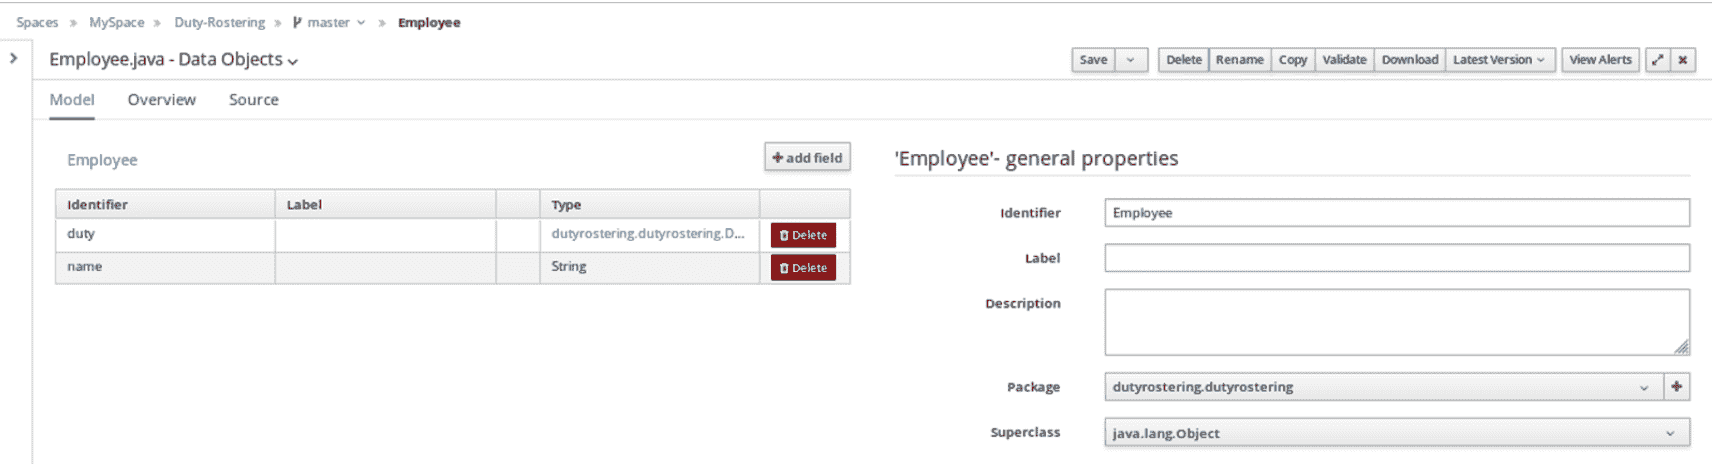 Spaces » MySpace » Duty-Rostering » master » Employee
Employee.java - Data Objects
Save Delete Rename Copy Validate Download Latest Version View Alerts
Model Overview Source
Employee
+ add field
Identifier Label Type
duty dutyrostering.dutyrostering.D... Delete
name String Delete
'Employee'- general properties
Identifier Employee
Label
Description
Package dutyrostering.dutyrostering
Superclass java.lang.Object